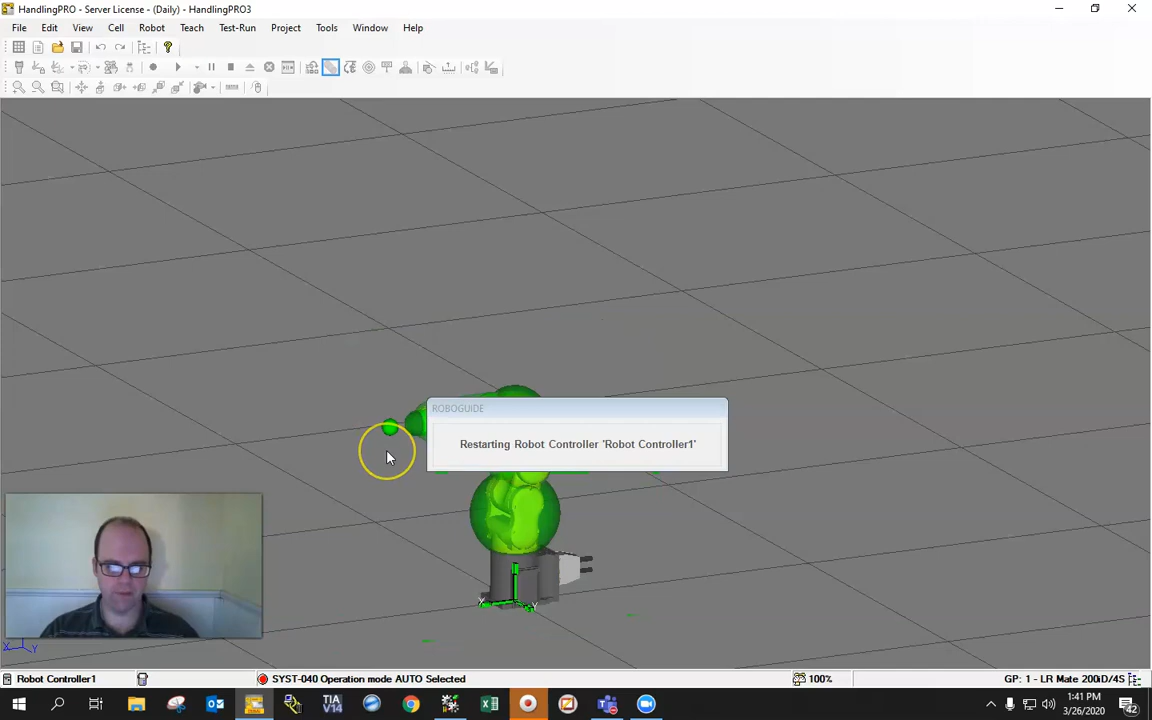 HandlingPRO - Server License - (Daily) - HandlingPRO3
File Edit View Cell Robot Teach Test-Run Project Tools Window Help
ROBOGUIDE
Restarting Robot Controller 'Robot Controller1'
X Y
X Y
Robot Controller1 SYST-040 Operation mode AUTO Selected 100% GP: 1 - LR Mate 200iD/4S
TIA V14
1:41 PM
3/26/2020
42